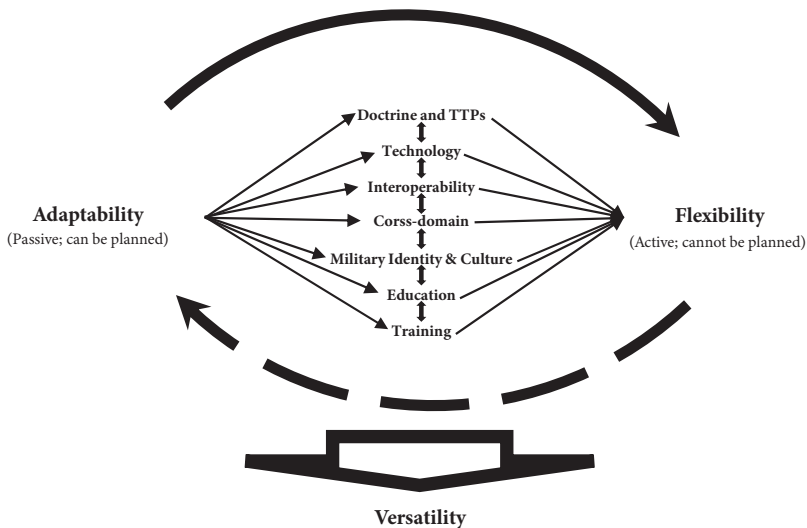 Doctrine and TTPs
Technology
Interoperability
Corss-domain
Military Identity & Culture
Education
Training
Adaptability
(Passive; can be planned)
Flexibility
(Active; cannot be planned)
Versatility